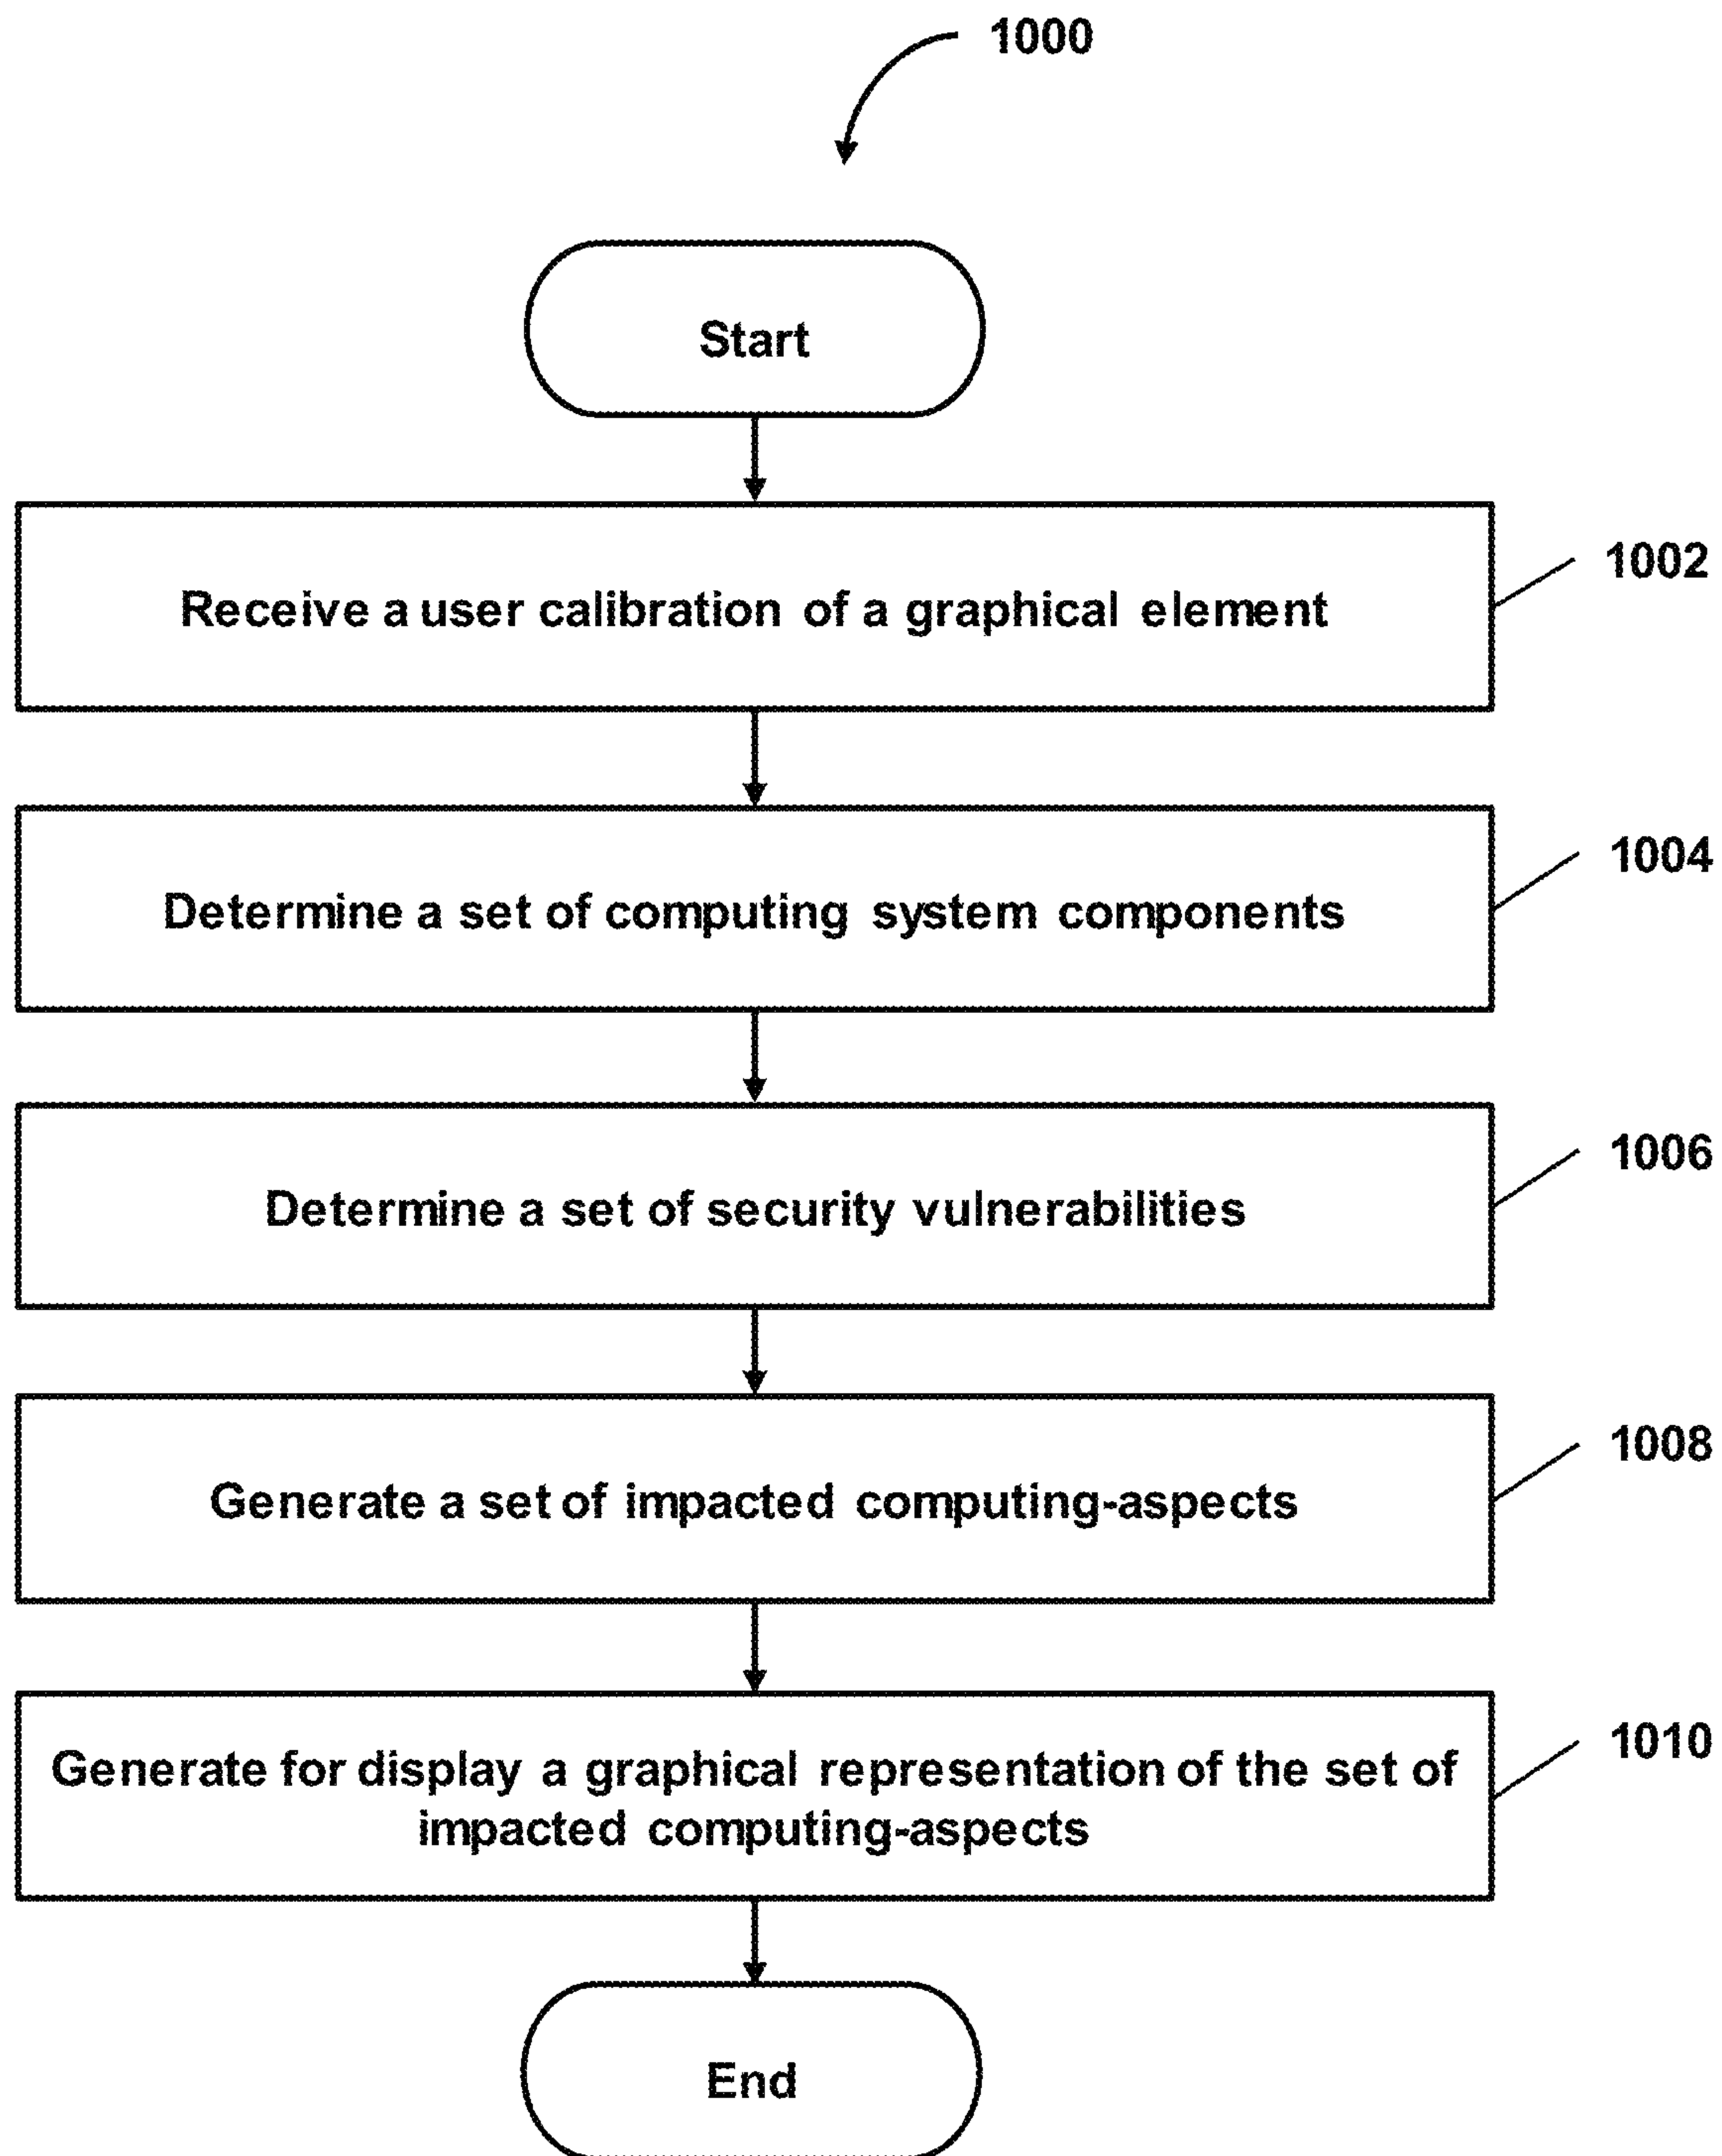 1000
Start
Receive a user calibration of a graphical element
1002
Determine a set of computing system components
1004
Determine a set of security vulnerabilities
1006
Generate a set of impacted computing-aspects
1008
Generate for display a graphical representation of the set of
impacted computing-aspects
1010
End